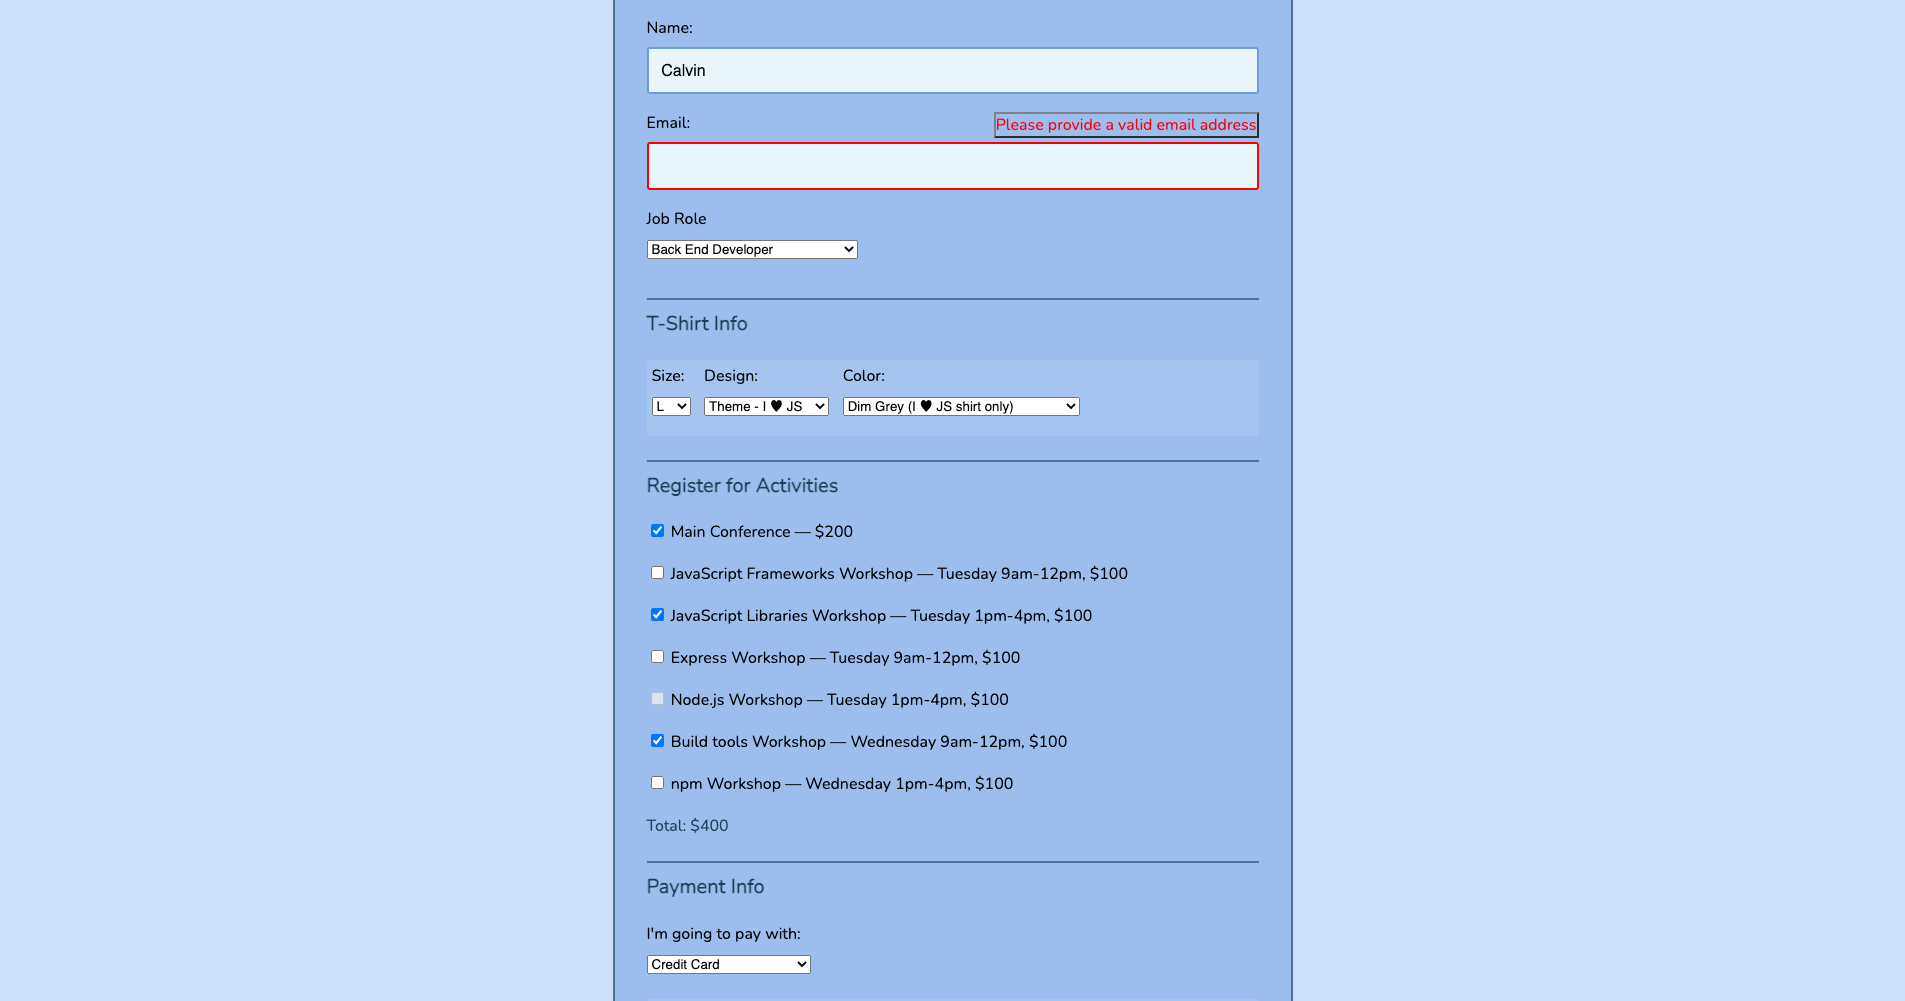 Name:
Calvin
Email:
Please provide a valid email address
Job Role
Back End Developer
T-Shirt Info
Size: Design: Color:
L Theme - I ♥ JS Dim Grey (I ♥ JS shirt only)
Register for Activities
Main Conference — $200
JavaScript Frameworks Workshop — Tuesday 9am-12pm, $100
JavaScript Libraries Workshop — Tuesday 1pm-4pm, $100
Express Workshop — Tuesday 9am-12pm, $100
Node.js Workshop — Tuesday 1pm-4pm, $100
Build tools Workshop — Wednesday 9am-12pm, $100
npm Workshop — Wednesday 1pm-4pm, $100
Total: $400
Payment Info
I'm going to pay with:
Credit Card